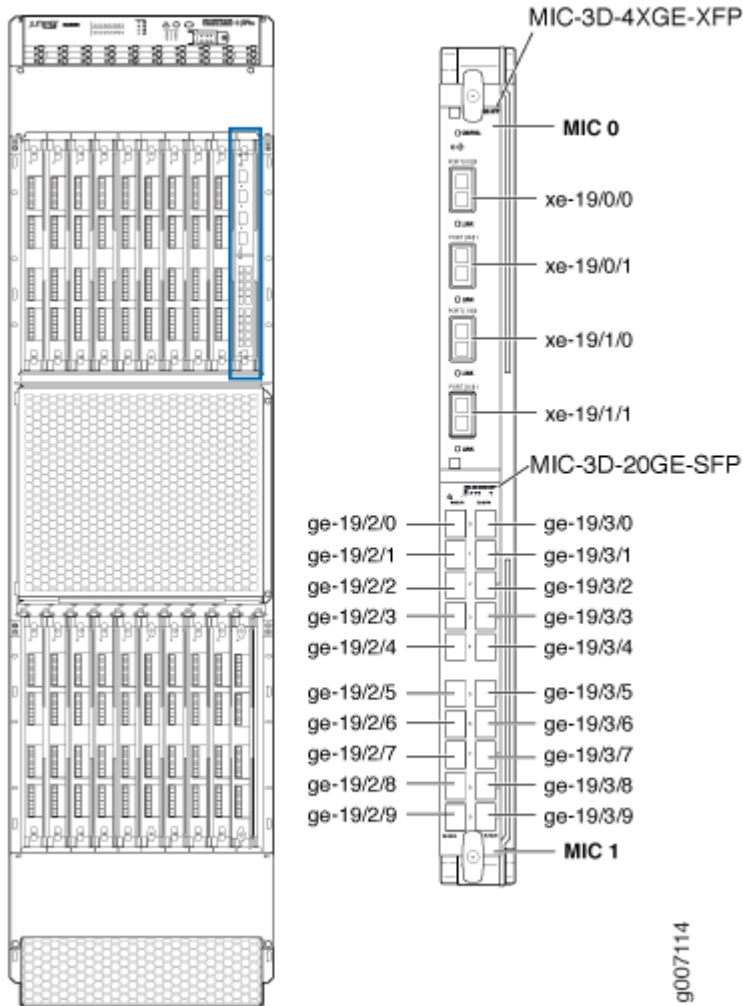 MIC-3D-4XGE-XFP
MIC 0
xe-19/0/0
LINK
xe-19/0/1
LINK
xe-19/1/0
LINK
xe-19/1/1
LINK
MIC-3D-20GE-SFP
ge-19/2/0 ge-19/3/0
ge-19/2/1 ge-19/3/1
ge-19/2/2 ge-19/3/2
ge-19/2/3 ge-19/3/3
ge-19/2/4 ge-19/3/4
ge-19/2/5 ge-19/3/5
ge-19/2/6 ge-19/3/6
ge-19/2/7 ge-19/3/7
ge-19/2/8 ge-19/3/8
ge-19/2/9 ge-19/3/9
MIC 1
g007114